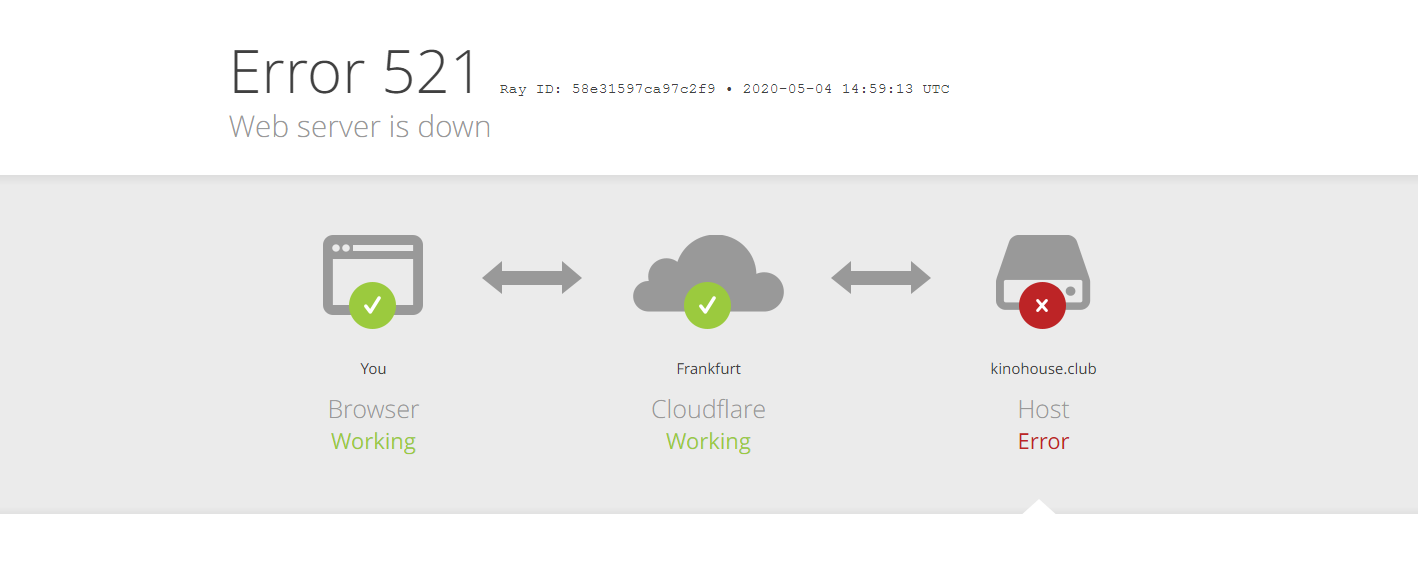 Error 521 Ray ID: 58e31597ca97c2f9 • 2020-05-04 14:59:13 UTC
Web server is down
You
Browser
Working
Frankfurt
Cloudflare
Working
kinohouse.club
Host
Error